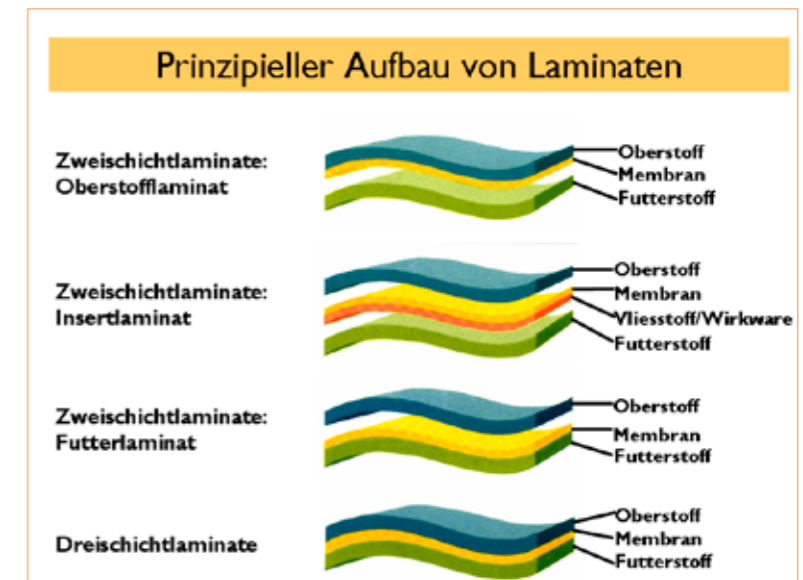 Prinzipieller Aufbau von Laminaten
Zweischichtlaminate:
Oberstofflaminat
Oberstoff
Membran
Futterstoff
Zweischichtlaminate:
Insertlaminat
Oberstoff
Membran
Vliesstoff/Wirkware
Futterstoff
Zweischichtlaminate:
Futterlaminat
Oberstoff
Membran
Futterstoff
Dreischichtlaminate
Oberstoff
Membran
Futterstoff